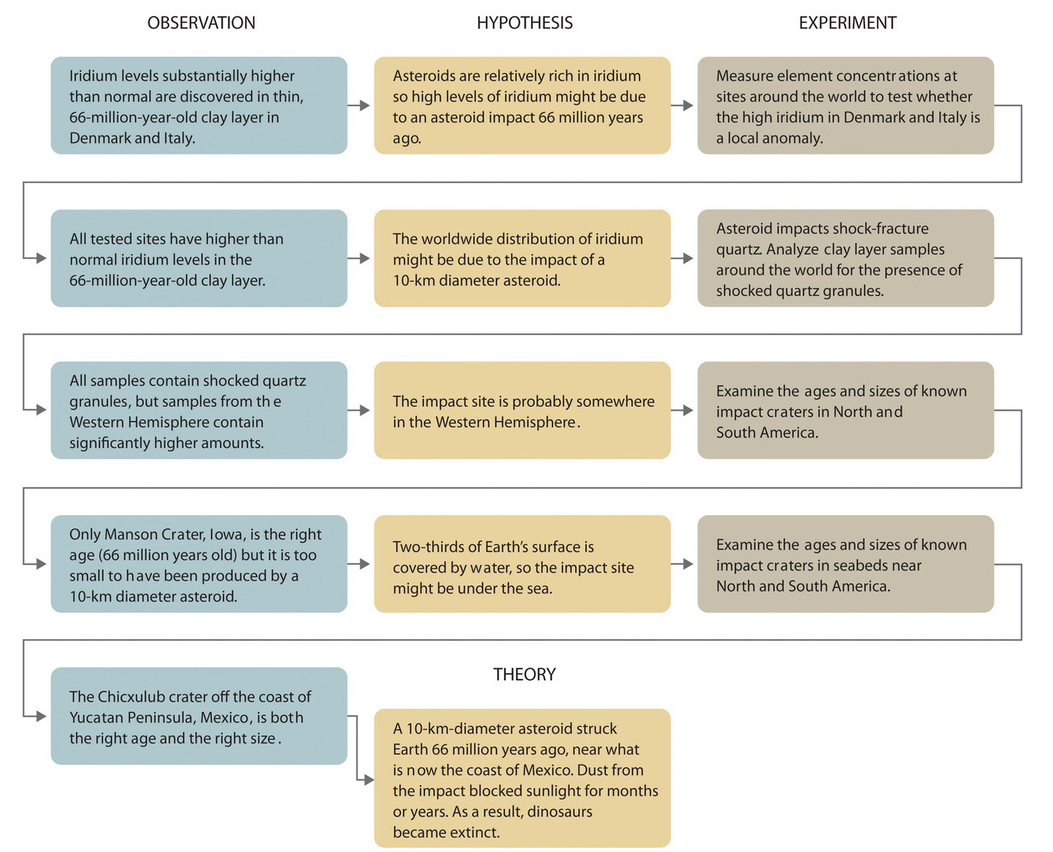 OBSERVATION
HYPOTHESIS
EXPERIMENT
Iridium levels substantially higher
than normal are discovered in thin,
66-million-year-old clay layer in
Denmark and Italy.
Asteroids are relatively rich in iridium
so high levels of iridium might be due
to an asteroid impact 66 million years
ago.
Measure element concentrations at
sites around the world to test whether
the high iridium in Denmark and Italy is
a local anomaly.
All tested sites have higher than
normal iridium levels in the
66-million-year-old clay layer.
The worldwide distribution of iridium
might be due to the impact of a
10-km diameter asteroid.
Asteroid impacts shock-fracture
quartz. Analyze clay layer samples
around the world for the presence of
shocked quartz granules.
All samples contain shocked quartz
granules, but samples from the
Western Hemisphere contain
significantly higher amounts.
The impact site is probably somewhere
in the Western Hemisphere.
Examine the ages and sizes of known
impact craters in North and
South America.
Only Manson Crater, Iowa, is the right
age (66 million years old) but it is too
small to have been produced by a
10-km diameter asteroid.
Two-thirds of Earth's surface is
covered by water, so the impact site
might be under the sea.
Examine the ages and sizes of known
impact craters in seabeds near
North and South America.
The Chicxulub crater off the coast of
Yucatan Peninsula, Mexico, is both
the right age and the right size.
THEORY
A 10-km-diameter asteroid struck
Earth 66 million years ago, near what
is now the coast of Mexico. Dust from
the impact blocked sunlight for months
or years. As a result, dinosaurs
became extinct.